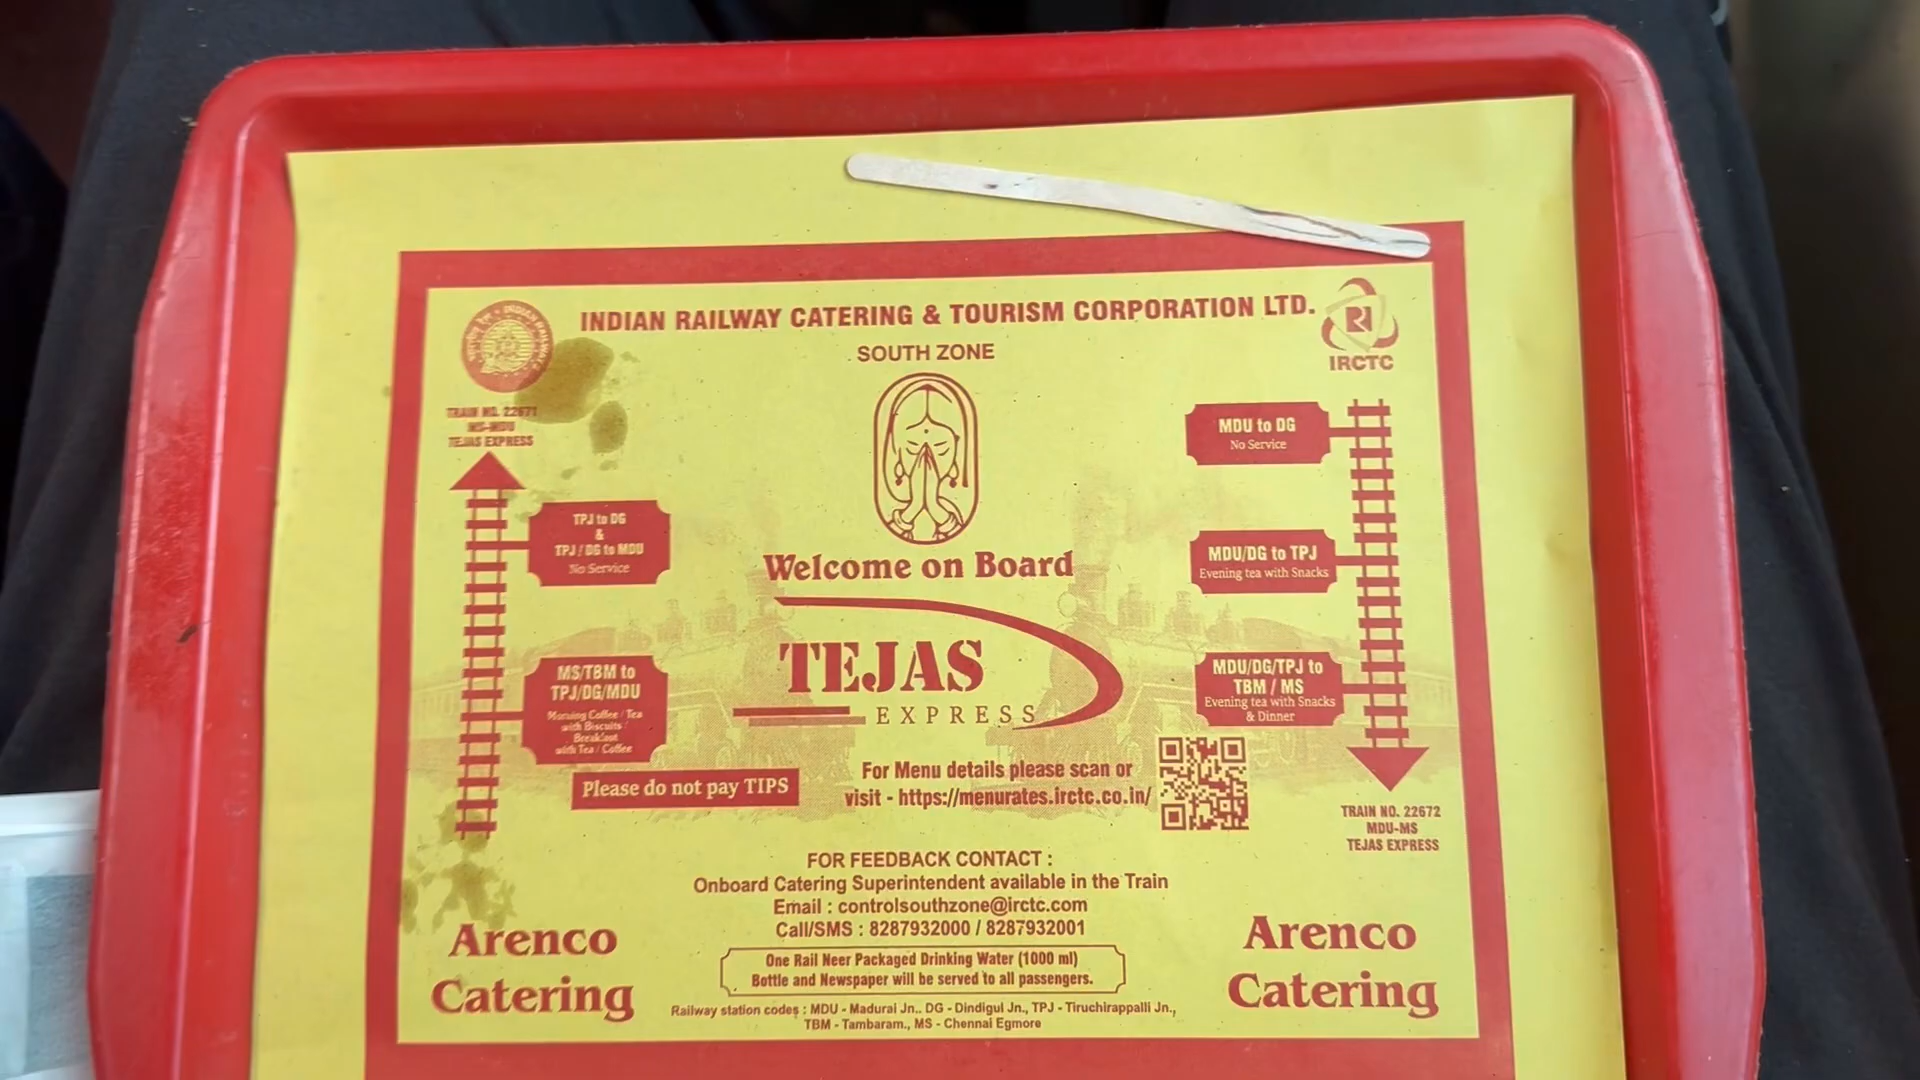 INDIAN RAILWAY CATERING & TOURISM CORPORATION LTD.
SOUTH ZONE
IRCTC
TRAIN NO. 22671
MS-MDU
TEJAS EXPRESS
TPJ to DG
&
TPJ / DG to MDU
No Service
MS/TBM to
TPJ/DG/MDU
Morning Coffee / Tea
with Biscuits
Breakfast
with Tea / Coffee
Welcome on Board
TEJAS
EXPRESS
MDU to DG
No Service
MDU/DG to TPJ
Evening tea with Snacks
MDU/DG/TPJ to
TBM / MS
Evening tea with Snacks
& Dinner
TRAIN NO. 22672
MDU-MS
TEJAS EXPRESS
Please do not pay TIPS
For Menu details please scan or
visit - https://menurates.irctc.co.in/
FOR FEEDBACK CONTACT :
Onboard Catering Superintendent available in the Train
Email : controlsouthzone@irctc.com
Call/SMS : 8287932000 / 8287932001
One Rail Neer Packaged Drinking Water (1000 ml)
Bottle and Newspaper will be served to all passengers.
Arenco
Catering
Arenco
Catering
Railway station codes : MDU - Madurai Jn.. DG - Dindigul Jn., TPJ - Tiruchirappalli Jn.,
TBM - Tambaram., MS - Chennai Egmore